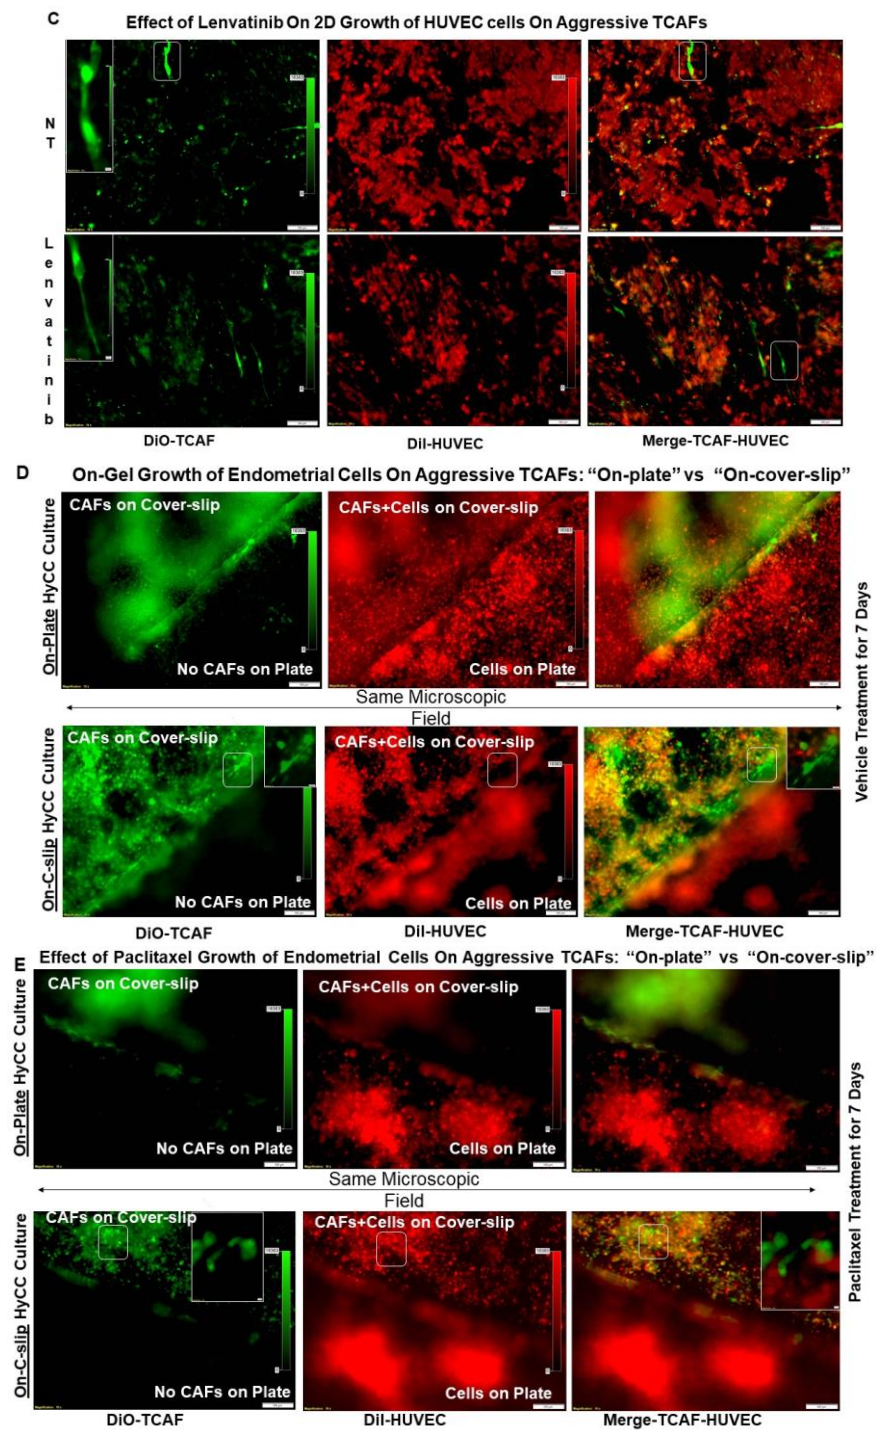 C Effect of Lenvatinib On 2D Growth of HUVEC cells On Aggressive TCAFs
NT
Lenvatinib
DiO-TCAF DiI-HUVEC Merge-TCAF-HUVEC
D On-Gel Growth of Endometrial Cells On Aggressive TCAFs: “On-plate” vs “On-cover-slip”
On-Plate HyCC Culture
CAFs on Cover-slip CAFs+Cells on Cover-slip
No CAFs on Plate Cells on Plate
Same Microscopic
Field
On-C-slip HyCC Culture
CAFs on Cover-slip CAFs+Cells on Cover-slip
No CAFs on Plate Cells on Plate
Vehicle Treatment for 7 Days
DiO-TCAF DiI-HUVEC Merge-TCAF-HUVEC
E Effect of Paclitaxel Growth of Endometrial Cells On Aggressive TCAFs: “On-plate” vs “On-cover-slip”
On-Plate HyCC Culture
CAFs on Cover-slip CAFs+Cells on Cover-slip
No CAFs on Plate Cells on Plate
Same Microscopic
Field
On-C-slip HyCC Culture
CAFs on Cover-slip CAFs+Cells on Cover-slip
No CAFs on Plate Cells on Plate
Paclitaxel Treatment for 7 Days
DiO-TCAF DiI-HUVEC Merge-TCAF-HUVEC